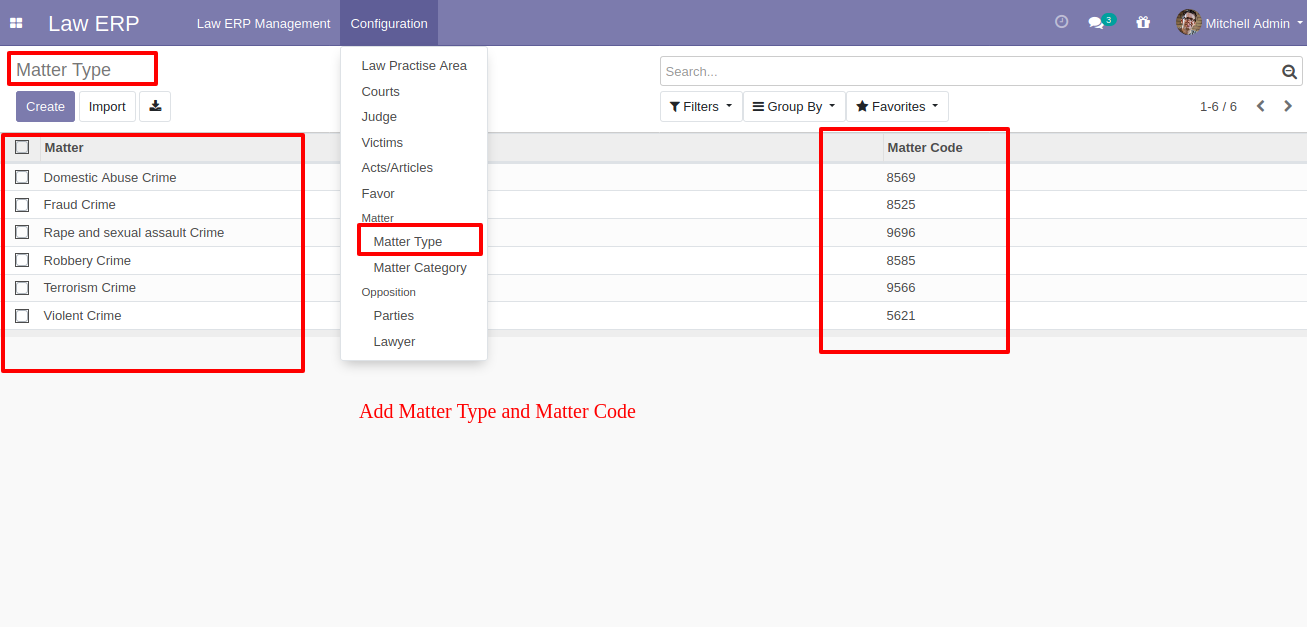 Law ERP Law ERP Management Configuration 3 Mitchell Admin
Matter Type
Search...
Create Import
Filters Group By Favorites 1-6 / 6
Law Practise Area
Courts
Judge
Victims
Acts/Articles
Favor
Matter
Matter Type
Matter Category
Opposition
Parties
Lawyer
Matter Matter Code
Domestic Abuse Crime 8569
Fraud Crime 8525
Rape and sexual assault Crime 9696
Robbery Crime 8585
Terrorism Crime 9566
Violent Crime 5621
Add Matter Type and Matter Code